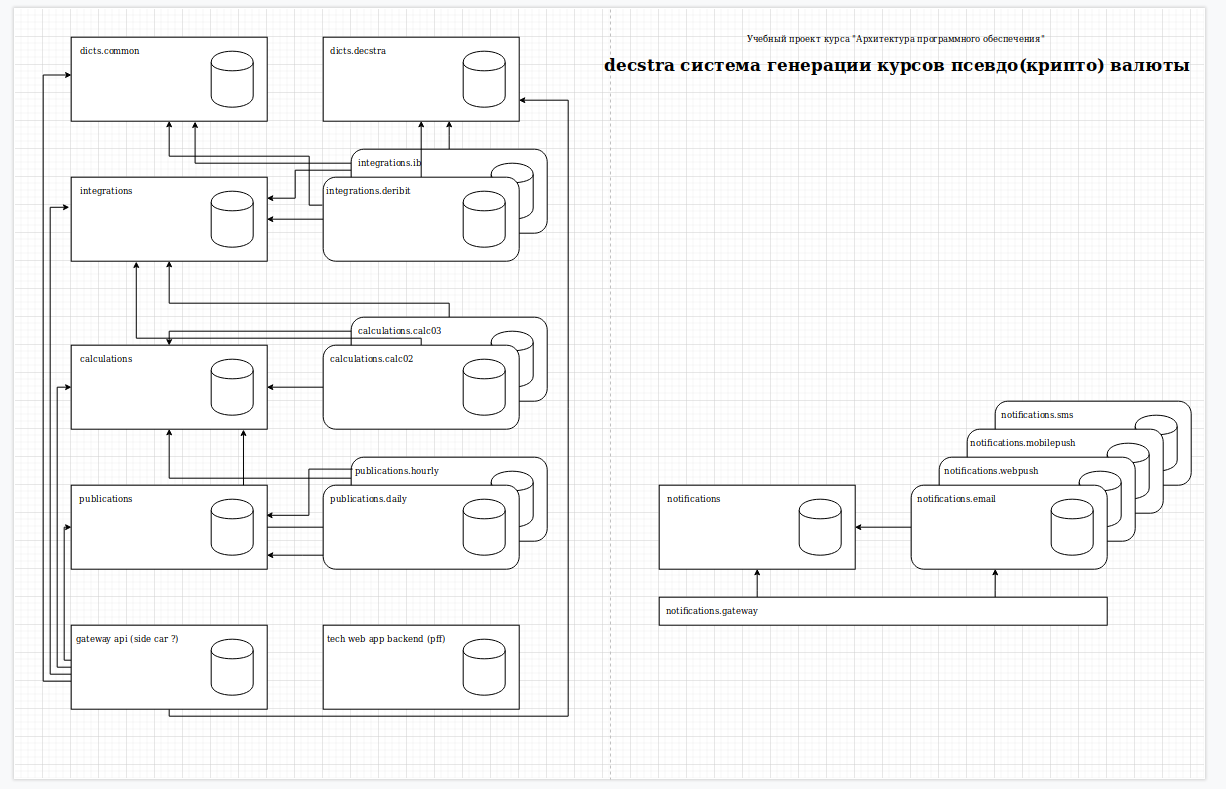 Учебный проект курса "Архитектура программного обеспечения"
decstra система генерации курсов псевдо(крипто) валюты
dicts.common
dicts.decstra
integrations.ib
integrations
integrations.deribit
calculations.calc03
calculations
calculations.calc02
publications.hourly
publications
publications.daily
gateway api (side car ?)
tech web app backend (pff)
notifications.sms
notifications.mobilepush
notifications.webpush
notifications
notifications.email
notifications.gateway